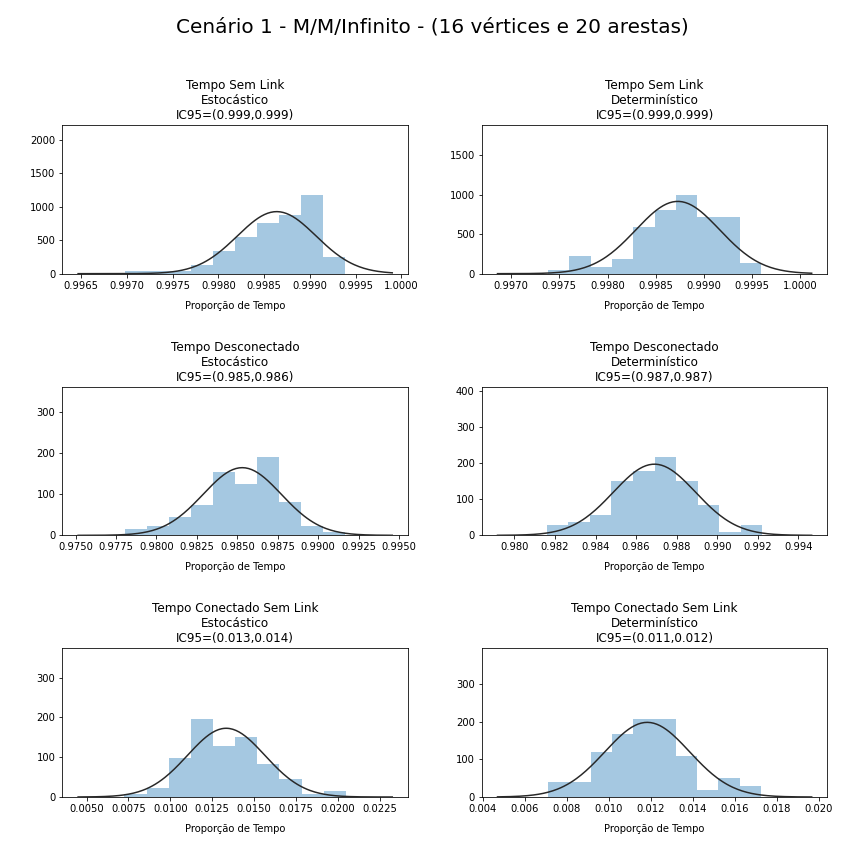 Cenário 1 - M/M/Infinito - (16 vértices e 20 arestas)
Tempo Sem Link
Estocástico
IC95=(0.999,0.999)
2000
1500
1000
500
0
0.9965 0.9970 0.9975 0.9980 0.9985 0.9990 0.9995 1.0000
Proporção de Tempo
Tempo Sem Link
Determinístico
IC95=(0.999,0.999)
1500
1000
500
0
0.9970 0.9975 0.9980 0.9985 0.9990 0.9995 1.0000
Proporção de Tempo
Tempo Desconectado
Estocástico
IC95=(0.985,0.986)
300
200
100
0
0.9750 0.9775 0.9800 0.9825 0.9850 0.9875 0.9900 0.9925 0.9950
Proporção de Tempo
Tempo Desconectado
Determinístico
IC95=(0.987,0.987)
400
300
200
100
0
0.980 0.982 0.984 0.986 0.988 0.990 0.992 0.994
Proporção de Tempo
Tempo Conectado Sem Link
Estocástico
IC95=(0.013,0.014)
300
200
100
0
0.0050 0.0075 0.0100 0.0125 0.0150 0.0175 0.0200 0.0225
Proporção de Tempo
Tempo Conectado Sem Link
Determinístico
IC95=(0.011,0.012)
300
200
100
0
0.004 0.006 0.008 0.010 0.012 0.014 0.016 0.018 0.020
Proporção de Tempo